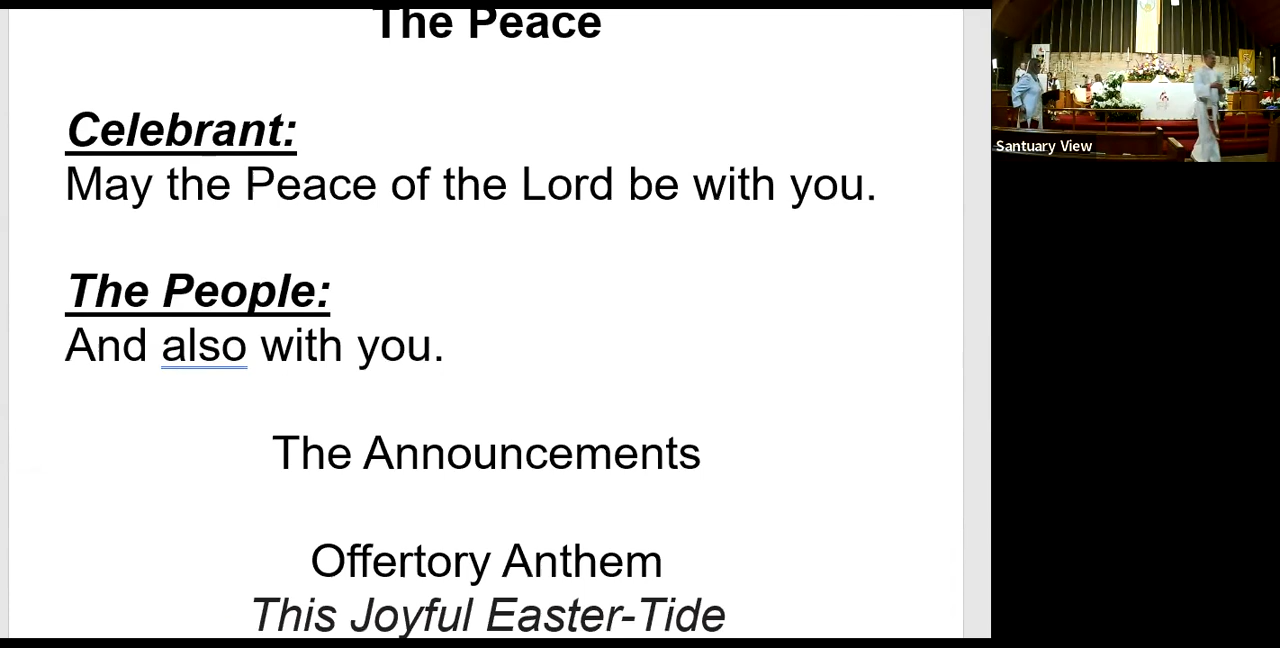 The Peace
Celebrant:
May the Peace of the Lord be with you.
The People:
And also with you.
The Announcements
Offertory Anthem
This Joyful Easter-Tide
Santuary View